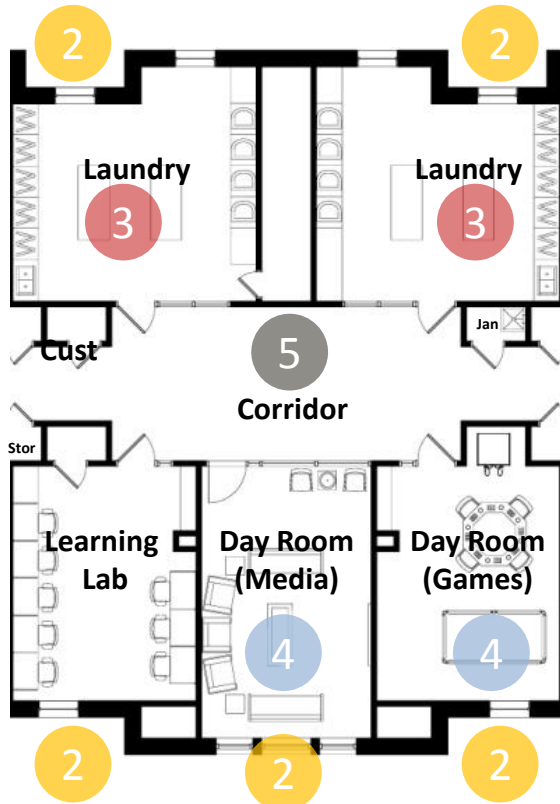 2
2
Laundry
Laundry
3
3
Jan
Cust
5
Corridor
Stor
Learning
Lab
Day Room
(Media)
Day Room
(Games)
4
4
2
2
2